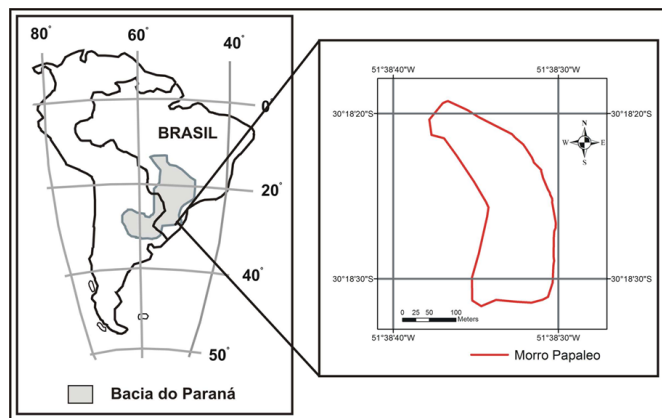 80°
60°
40°
0°
BRASIL
20°
40°
50°
Bacia do Paraná
51°38'40"W
51°38'30"W
30°18'20"S
30°18'20"S
N
W E
S
30°18'30"S
30°18'30"S
0 25 50 100
Meters
51°38'40"W
51°38'30"W
Morro Papaleo